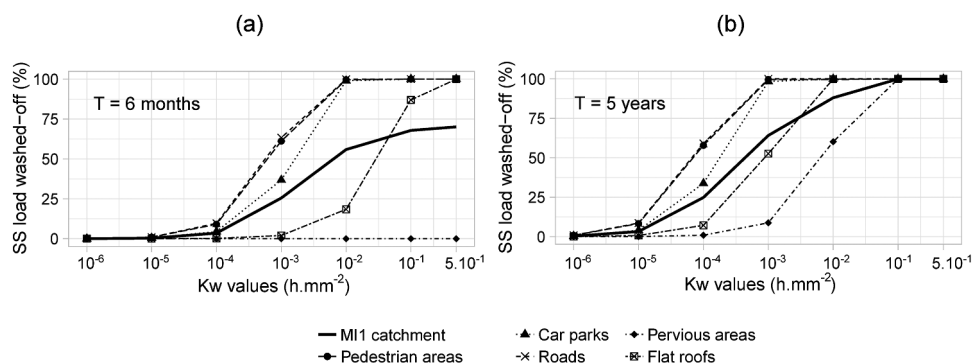 (a)
(b)
SS load washed−off (%)
100
75
50
25
0
T = 6 months
10-6
10-5
10-4
10-3
10-2
10-1
5.10-1
Kw values (h.mm-2)
SS load washed−off (%)
100
75
50
25
0
T = 5 years
10-6
10-5
10-4
10-3
10-2
10-1
5.10-1
Kw values (h.mm-2)
MI1 catchment
Car parks
Pervious areas
Pedestrian areas
Roads
Flat roofs